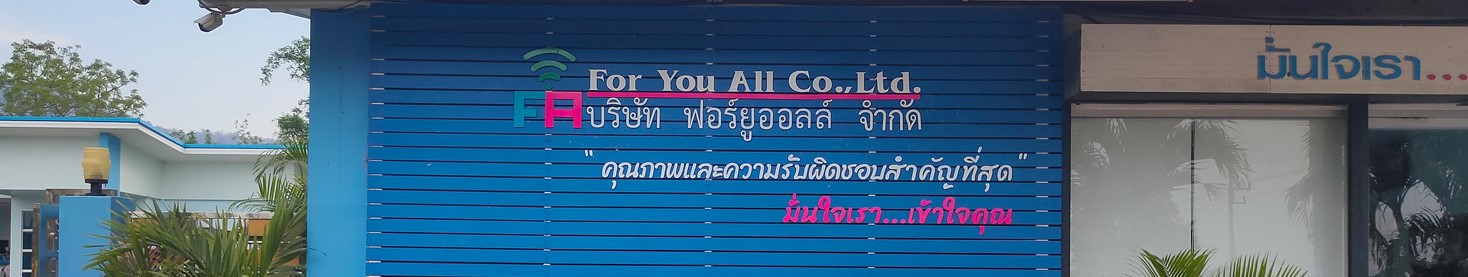 For You All Co.,Ltd.
FA บริษัท ฟอร์ยูออลล์ จำกัด
"คุณภาพและความรับผิดชอบสำคัญที่สุด"
มั่นใจเรา...เข้าใจคุณ
มั่นใจเรา...